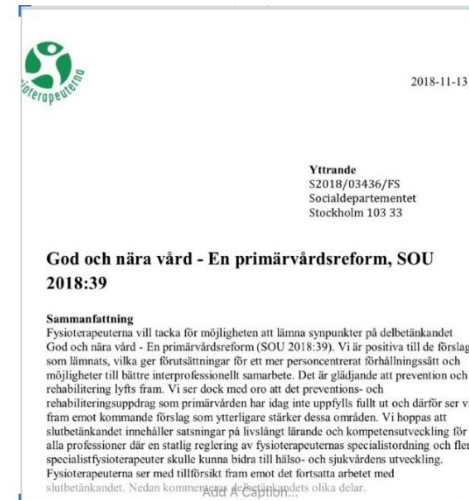 fysioterapeuterna
2018-11-13
Yttrande
S2018/03436/FS
Socialdepartementet
Stockholm 103 33
God och nära vård - En primärvårdsreform, SOU
2018:39
Sammanfattning
Fysioterapeuterna vill tacka för möjligheten att lämna synpunkter på delbetänkandet
God och nära vård - En primärvårdsreform (SOU 2018:39). Vi är positiva till de förslag
som lämnats, vilka ger förutsättningar för ett mer personcentrerat förhållningssätt och
möjligheter till bättre interprofessionellt samarbete. Det är glädjande att prevention och
rehabilitering lyfts fram. Vi ser dock med oro att det preventions- och
rehabiliteringsuppdrag som primärvården har idag inte uppfylls fullt ut och därför ser vi
fram emot kommande förslag som ytterligare stärker dessa områden. Vi hoppas att
slutbetänkandet innehåller satsningar på livslångt lärande och kompetensutveckling för
alla professioner där en statlig reglering av fysioterapeuternas specialistordning och fler
specialistfysioterapeuter skulle kunna bidra till hälso- och sjukvårdens utveckling.
Fysioterapeuterna ser med tillförsikt fram emot det fortsatta arbetet med
slutbetänkandet. Nedan kommenteras delbetänkandets olika delar.
Add A Caption...